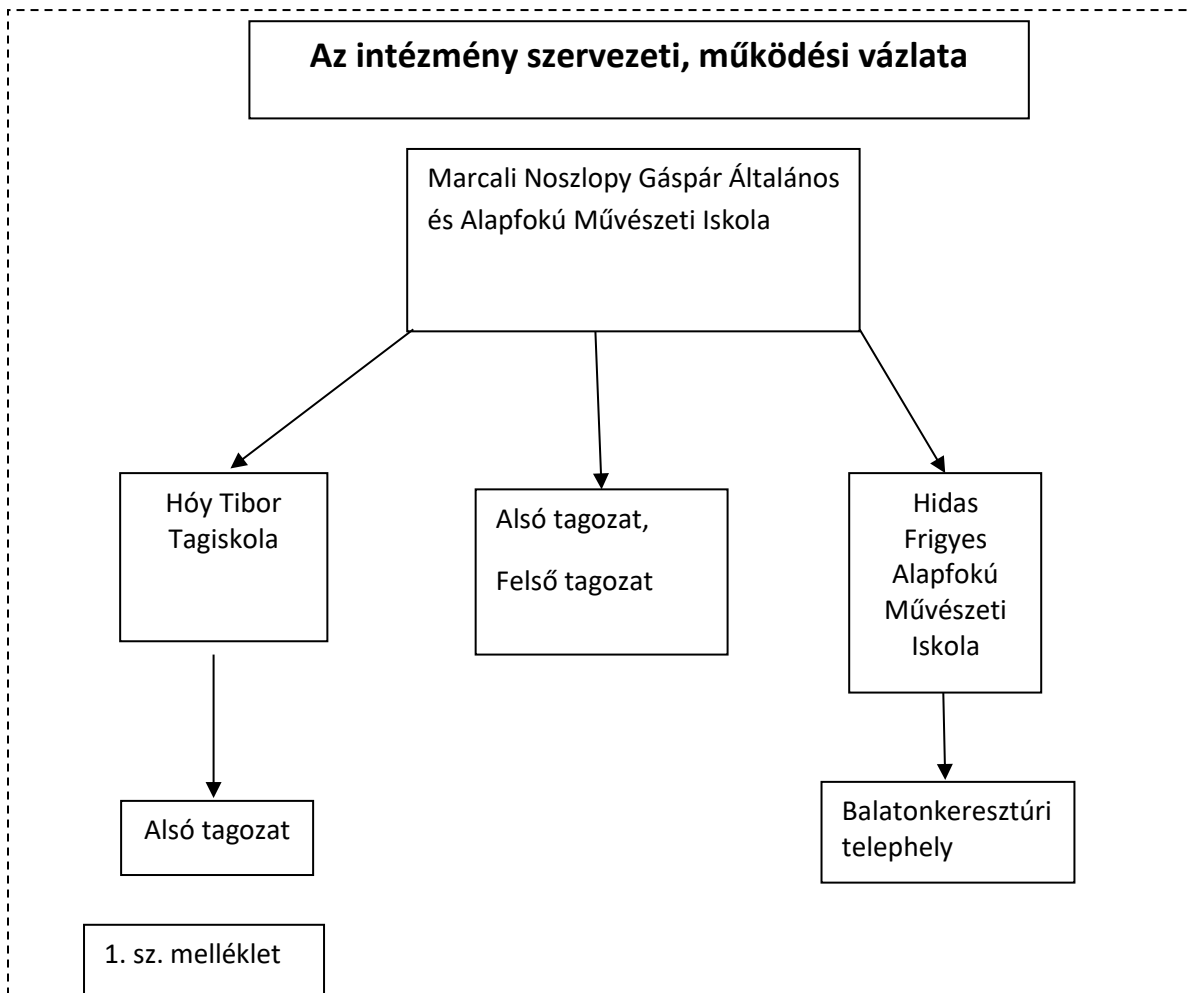 Az intézmény szervezeti, működési vázlata
Marcali Noszlopy Gáspár Általános
és Alapfokú Művészeti Iskola
Hóy Tibor
Tagiskola
Alsó tagozat,
Felső tagozat
Hidas
Frigyes
Alapfokú
Művészeti
Iskola
Alsó tagozat
Balatonkeresztúri
telephely
1. sz. melléklet